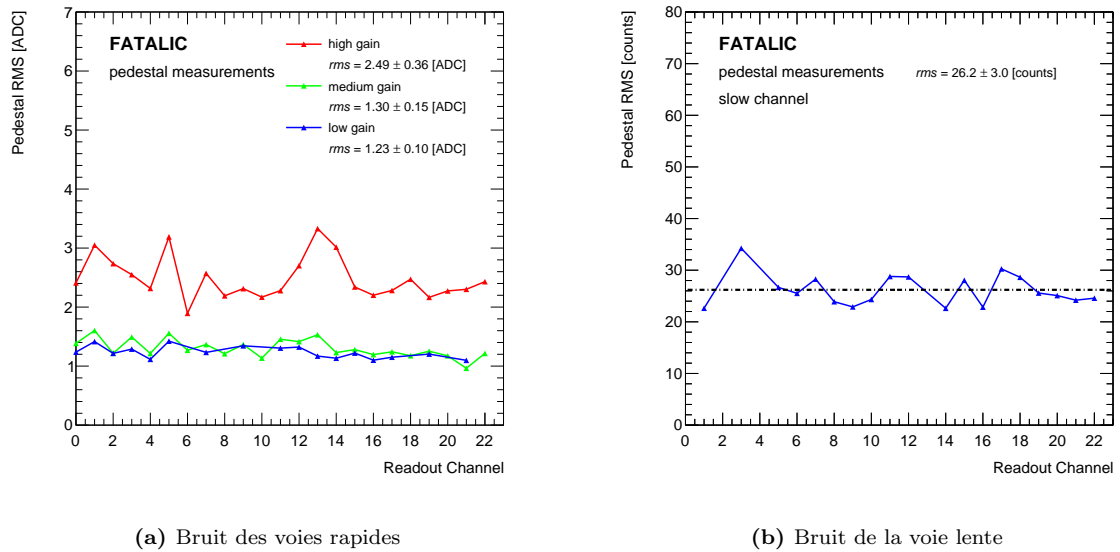 Pedestal RMS [ADC]
7
6
5
4
3
2
1
0
FATALIC
pedestal measurements
high gain
rms = 2.49 ± 0.36 [ADC]
medium gain
rms = 1.30 ± 0.15 [ADC]
low gain
rms = 1.23 ± 0.10 [ADC]
0 2 4 6 8 10 12 14 16 18 20 22
Readout Channel
(a) Bruit des voies rapides
Pedestal RMS [counts]
80
70
60
50
40
30
20
10
0
FATALIC
pedestal measurements rms = 26.2 ± 3.0 [counts]
slow channel
0 2 4 6 8 10 12 14 16 18 20 22
Readout Channel
(b) Bruit de la voie lente